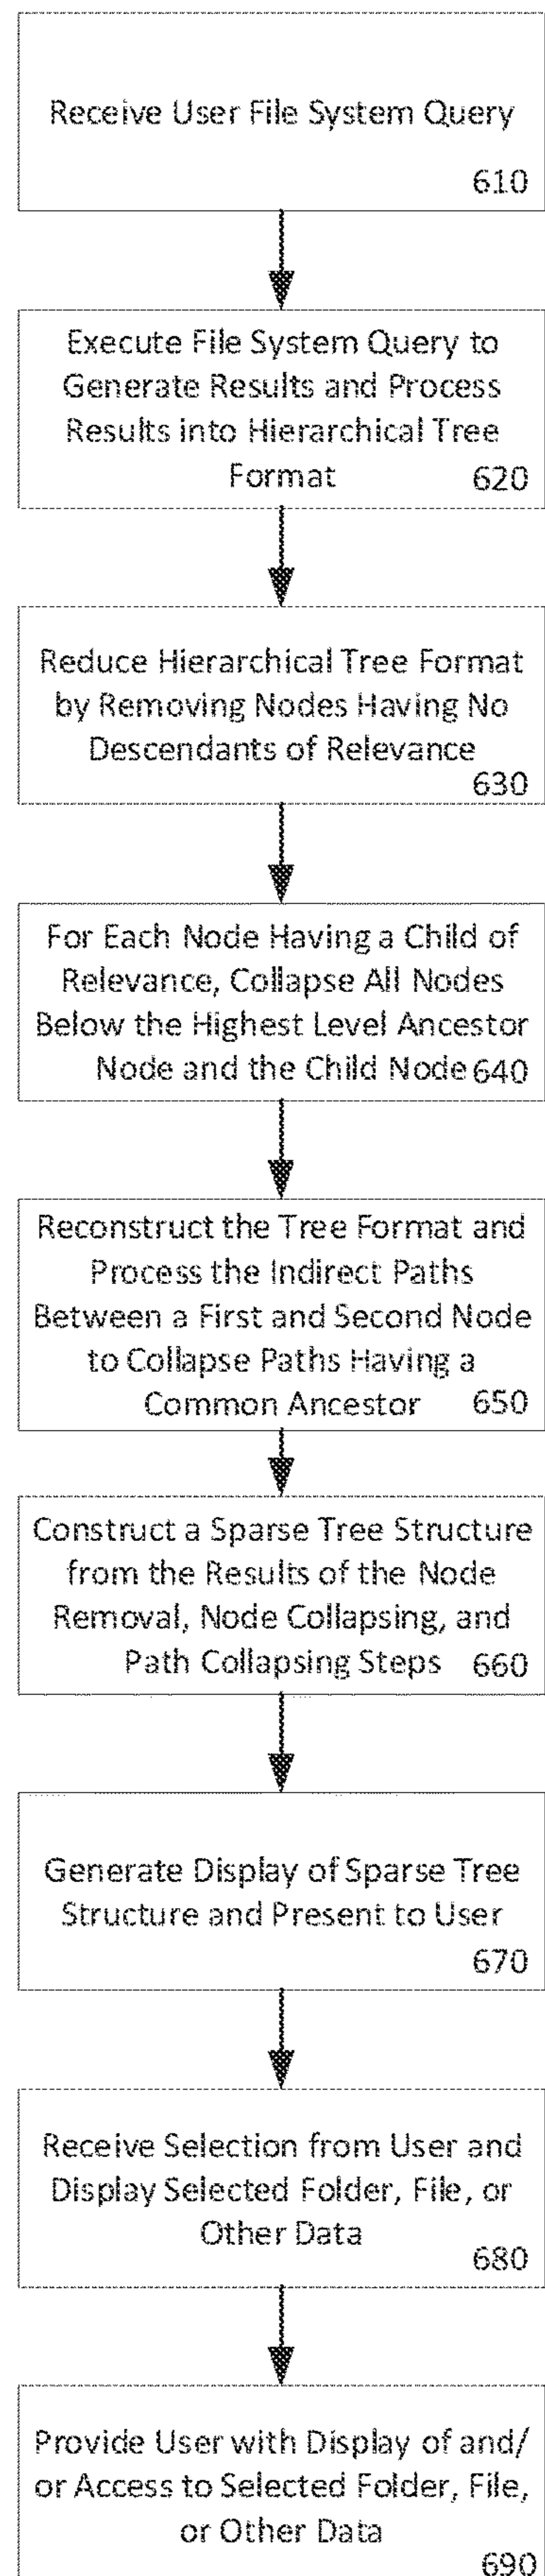 Receive User File System Query
610
Execute File System Query to
Generate Results and Process
Results into Hierarchical Tree
Format 620
Reduce Hierarchical Tree Format
by Removing Nodes Having No
Descendants of Relevance
630
For Each Node Having a Child of
Relevance, Collapse All Nodes
Below the Highest Level Ancestor
Node and the Child Node 640
Reconstruct the Tree Format and
Process the Indirect Paths
Between a First and Second Node
to Collapse Paths Having a
Common Ancestor 650
Construct a Sparse Tree Structure
from the Results of the Node
Removal, Node Collapsing, and
Path Collapsing Steps 660
Generate Display of Sparse Tree
Structure and Present to User
670
Receive Selection from User and
Display Selected Folder, File, or
Other Data
680
Provide User with Display of and/
or Access to Selected Folder, File,
or Other Data
690